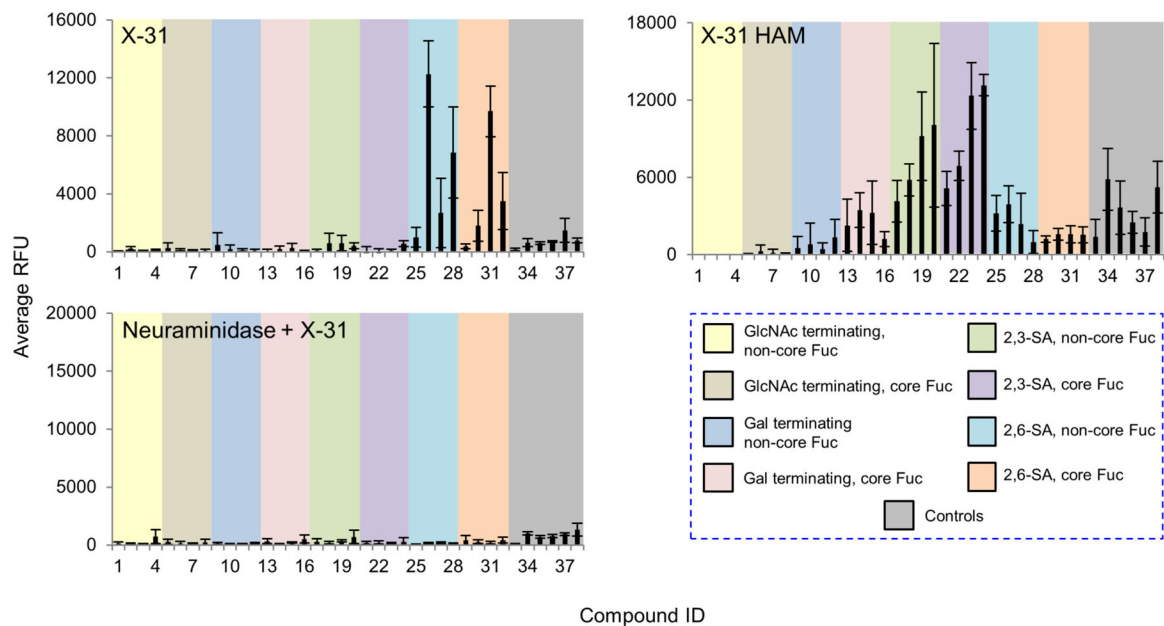 X-31
16000
12000
8000
4000
0
1 4 7 10 13 16 19 22 25 28 31 34 37
X-31 HAM
18000
12000
6000
0
1 4 7 10 13 16 19 22 25 28 31 34 37
Average RFU
Neuraminidase + X-31
20000
15000
10000
5000
0
1 4 7 10 13 16 19 22 25 28 31 34 37
GlcNAc terminating,
non-core Fuc
GlcNAc terminating, core Fuc
Gal terminating
non-core Fuc
Gal terminating, core Fuc
2,3-SA, non-core Fuc
2,3-SA, core Fuc
2,6-SA, non-core Fuc
2,6-SA, core Fuc
Controls
Compound ID